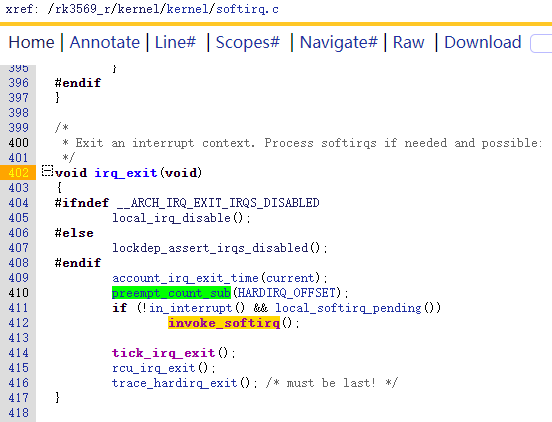 xref: /rk3569_r/kernel/kernel/softirq.c
Home | Annotate | Line# | Scopes# | Navigate# | Raw | Download
395 }
396 #endif
397 }
398
399 /*
400  * Exit an interrupt context. Process softirqs if needed and possible:
401  */
402 void irq_exit(void)
403 {
404 #ifndef __ARCH_IRQ_EXIT_IRQS_DISABLED
405         local_irq_disable();
406 #else
407         lockdep_assert_irqs_disabled();
408 #endif
409         account_irq_exit_time(current);
410         preempt_count_sub(HARDIRQ_OFFSET);
411         if (!in_interrupt() && local_softirq_pending())
412                 invoke_softirq();
413
414         tick_irq_exit();
415         rcu_irq_exit();
416         trace_hardirq_exit(); /* must be last! */
417 }
418